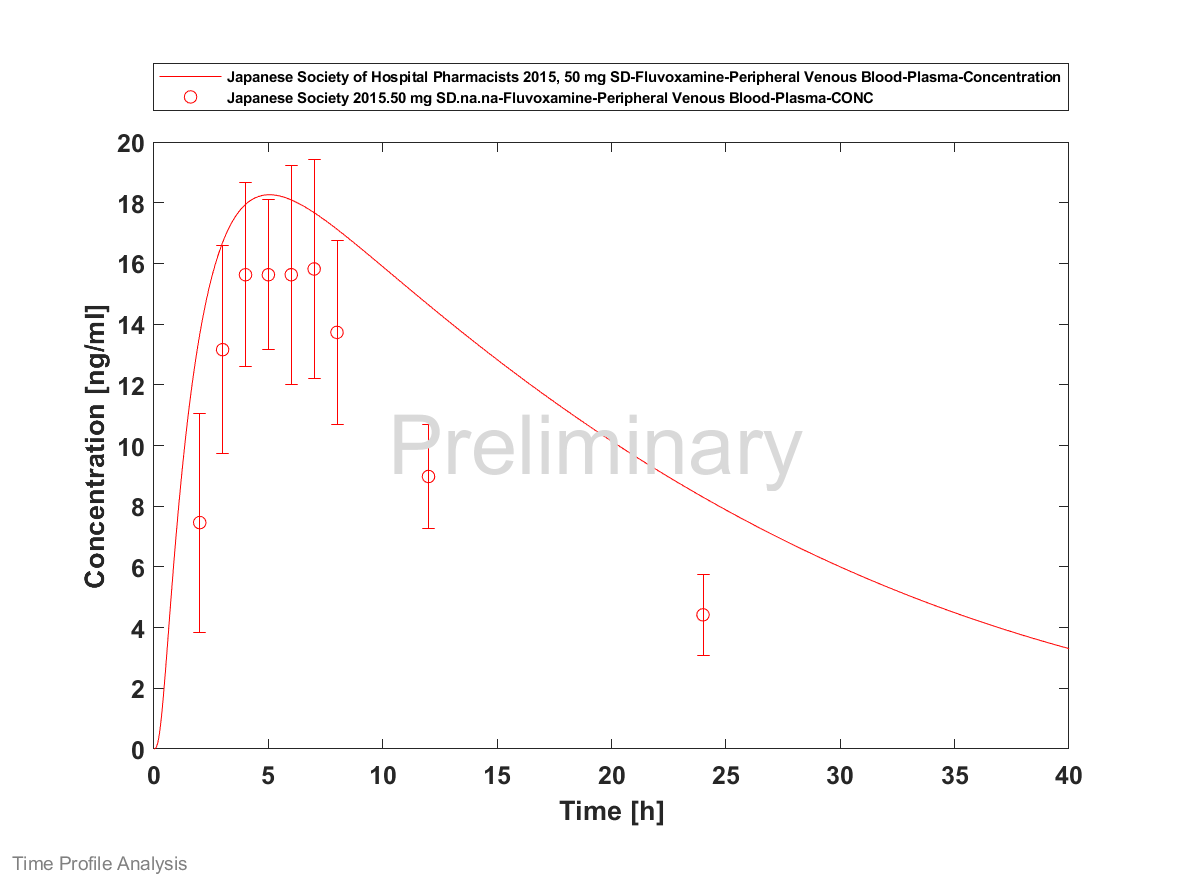 Japanese Society of Hospital Pharmacists 2015, 50 mg SD-Fluvoxamine-Peripheral Venous Blood-Plasma-Concentration
Japanese Society 2015.50 mg SD.na.na-Fluvoxamine-Peripheral Venous Blood-Plasma-CONC
20
18
16
14
12
10
8
6
4
2
0
Concentration [ng/ml]
Preliminary
0 5 10 15 20 25 30 35 40
Time [h]
Time Profile Analysis